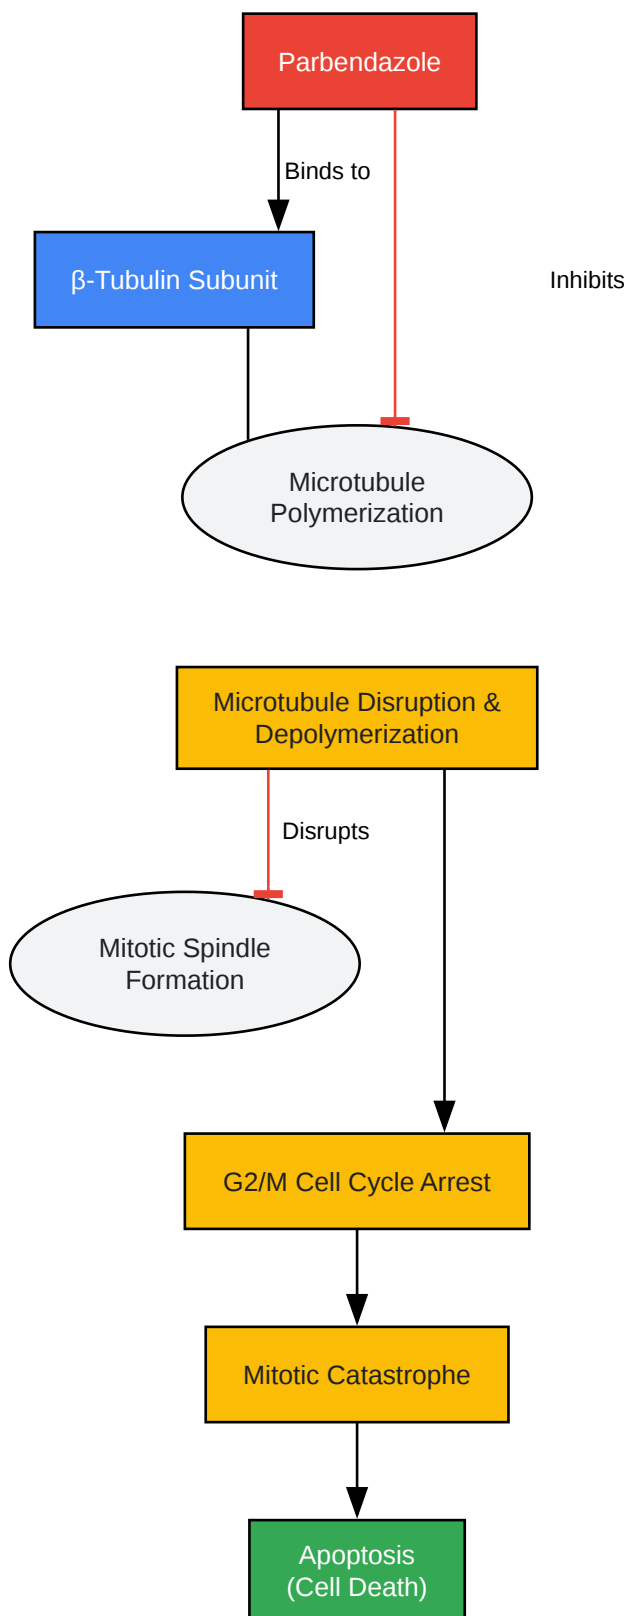 Parbendazole
Binds to
β-Tubulin Subunit
Inhibits
Microtubule
Polymerization
Microtubule Disruption &
Depolymerization
Disrupts
Mitotic Spindle
Formation
G2/M Cell Cycle Arrest
Mitotic Catastrophe
Apoptosis
(Cell Death)